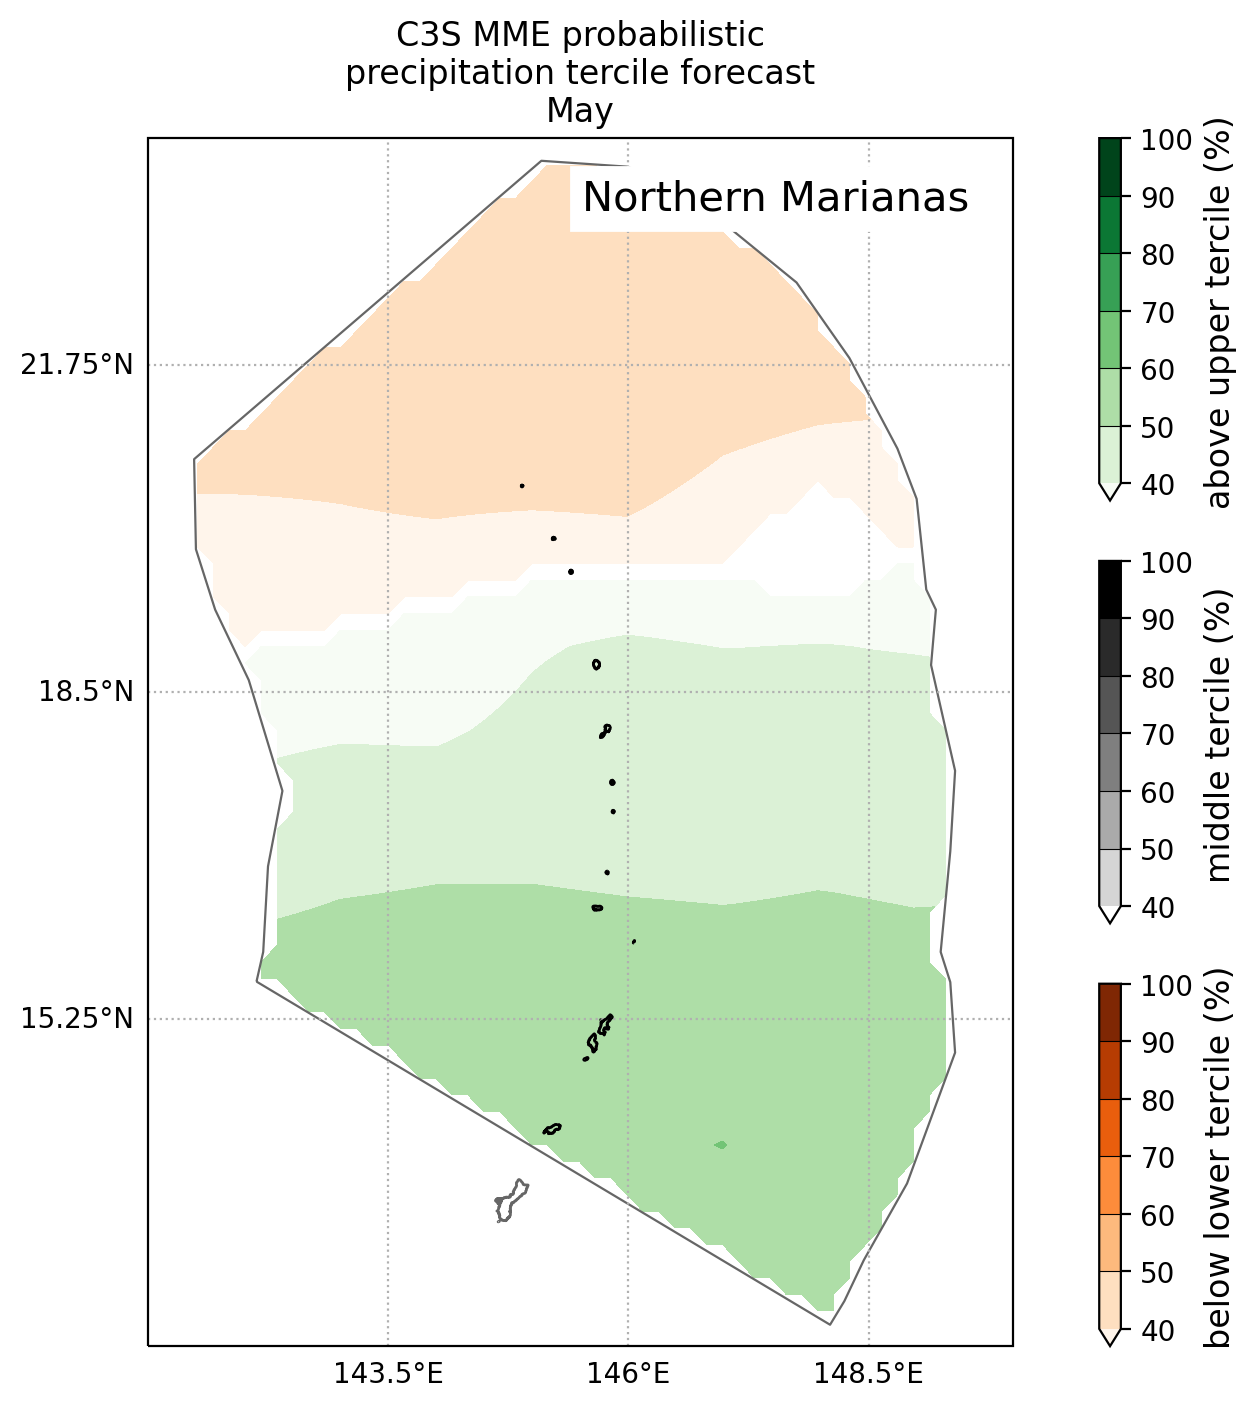 C3S MME probabilistic
precipitation tercile forecast
May
Northern Marianas
21.75°N
18.5°N
15.25°N
143.5°E
146°E
148.5°E
100
90
80
70
60
50
40
above upper tercile (%)
100
90
80
70
60
50
40
middle tercile (%)
100
90
80
70
60
50
40
below lower tercile (%)